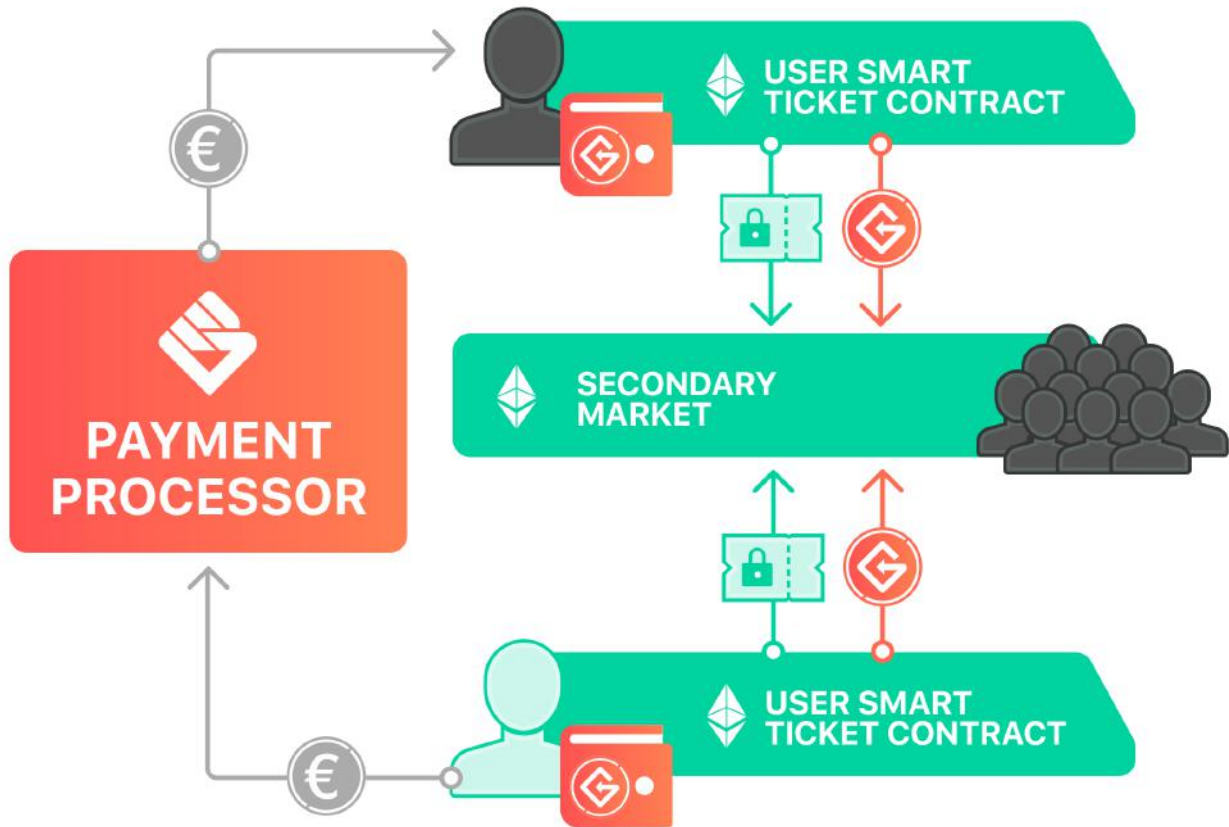 USER SMART
TICKET CONTRACT
€
PAYMENT
PROCESSOR
SECONDARY
MARKET
USER SMART
TICKET CONTRACT
€